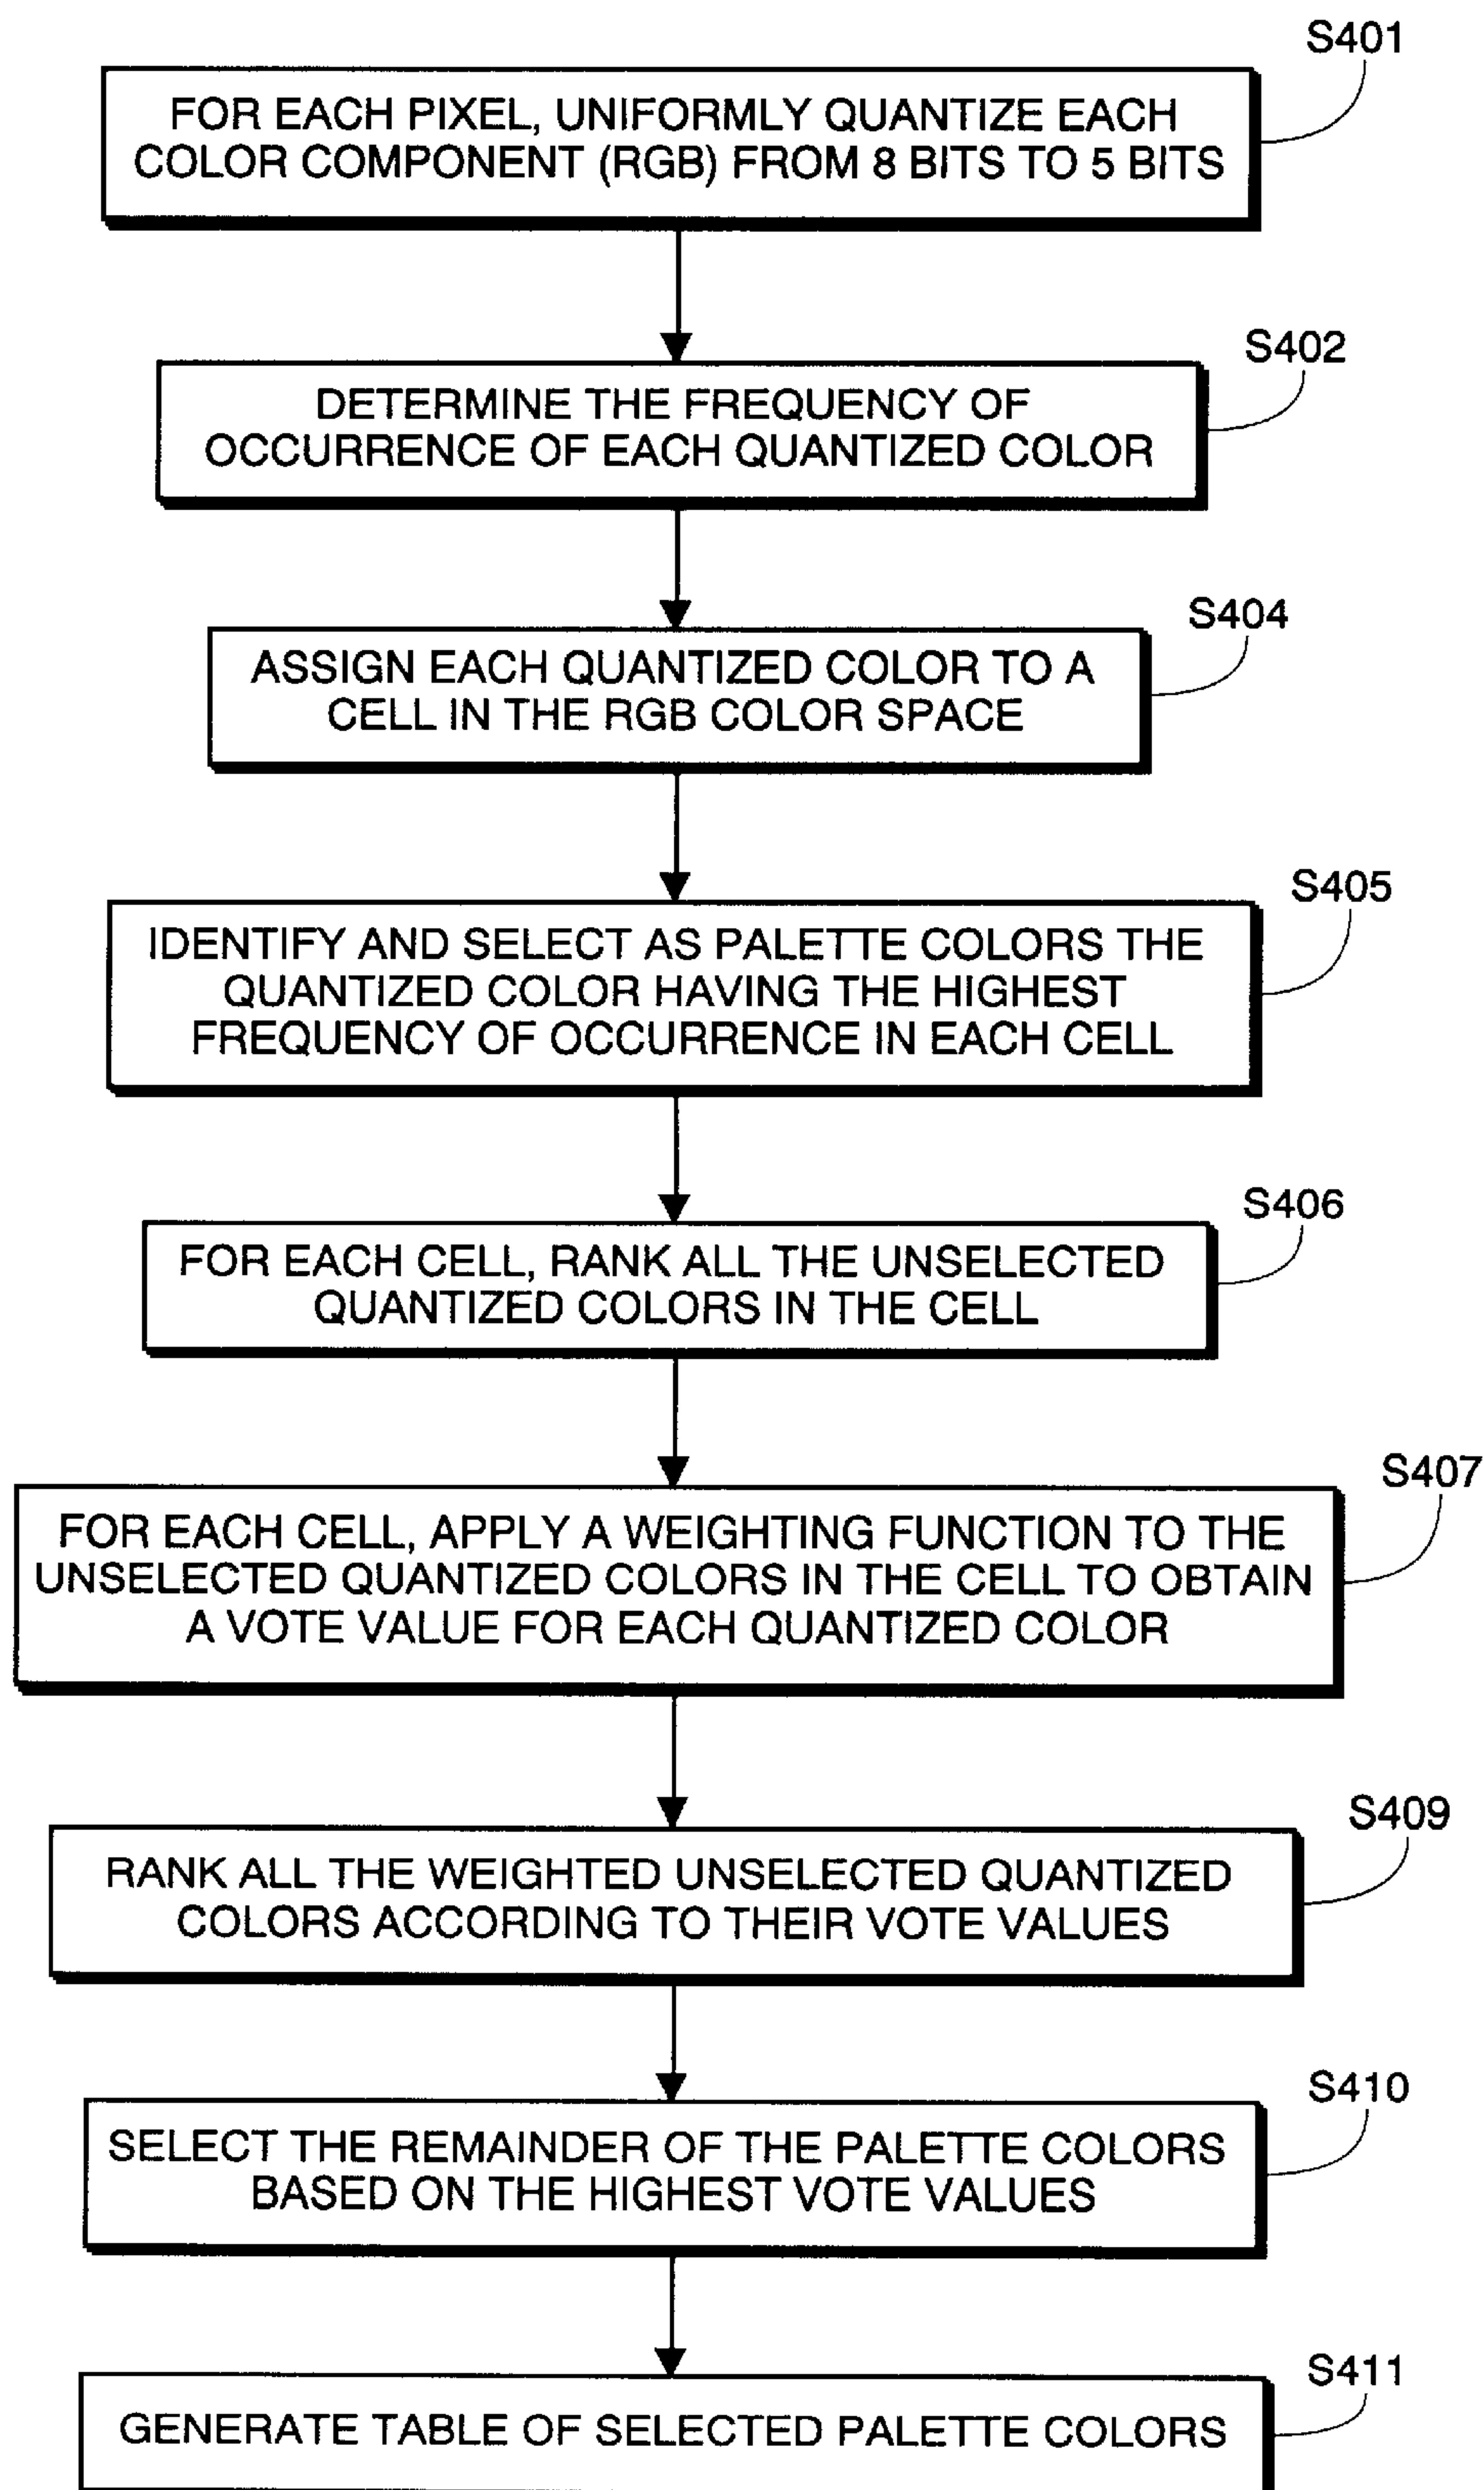 S401
FOR EACH PIXEL, UNIFORMLY QUANTIZE EACH
COLOR COMPONENT (RGB) FROM 8 BITS TO 5 BITS
S402
DETERMINE THE FREQUENCY OF
OCCURRENCE OF EACH QUANTIZED COLOR
S404
ASSIGN EACH QUANTIZED COLOR TO A
CELL IN THE RGB COLOR SPACE
S405
IDENTIFY AND SELECT AS PALETTE COLORS THE
QUANTIZED COLOR HAVING THE HIGHEST
FREQUENCY OF OCCURRENCE IN EACH CELL
S406
FOR EACH CELL, RANK ALL THE UNSELECTED
QUANTIZED COLORS IN THE CELL
S407
FOR EACH CELL, APPLY A WEIGHTING FUNCTION TO THE
UNSELECTED QUANTIZED COLORS IN THE CELL TO OBTAIN
A VOTE VALUE FOR EACH QUANTIZED COLOR
S409
RANK ALL THE WEIGHTED UNSELECTED QUANTIZED
COLORS ACCORDING TO THEIR VOTE VALUES
S410
SELECT THE REMAINDER OF THE PALETTE COLORS
BASED ON THE HIGHEST VOTE VALUES
S411
GENERATE TABLE OF SELECTED PALETTE COLORS